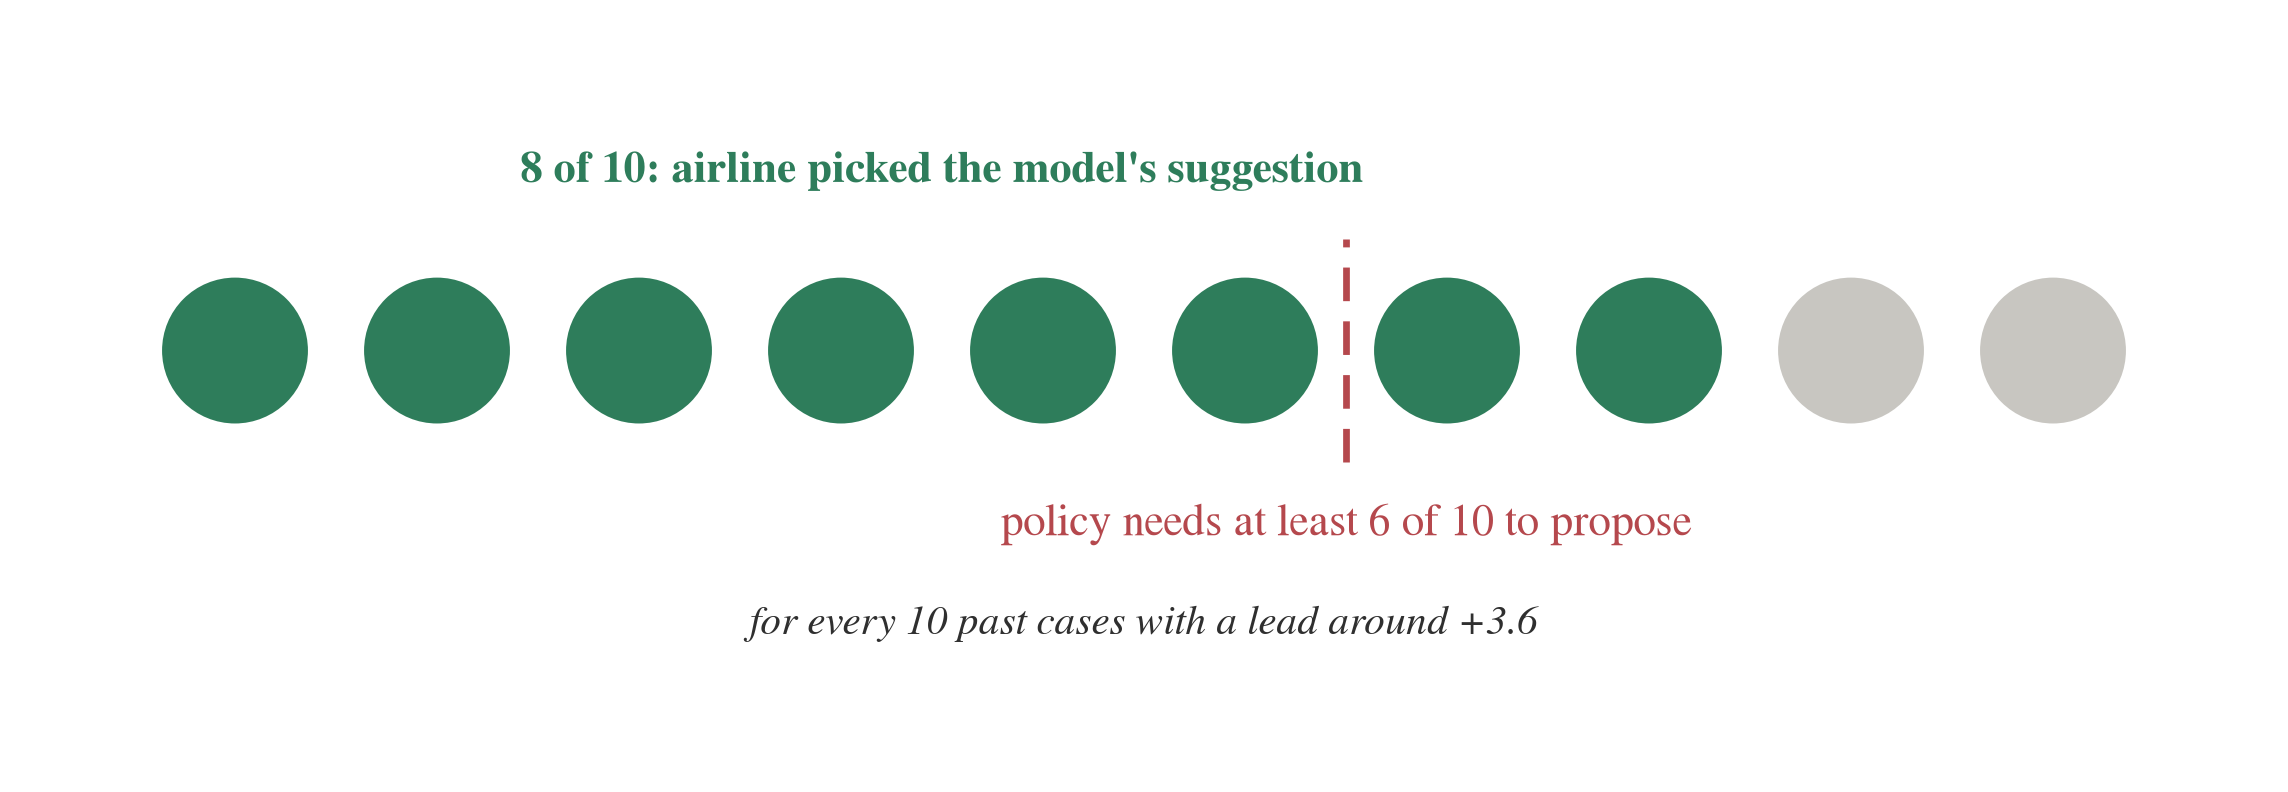 8 of 10: airline picked the model's suggestion
policy needs at least 6 of 10 to propose
for every 10 past cases with a lead around +3.6